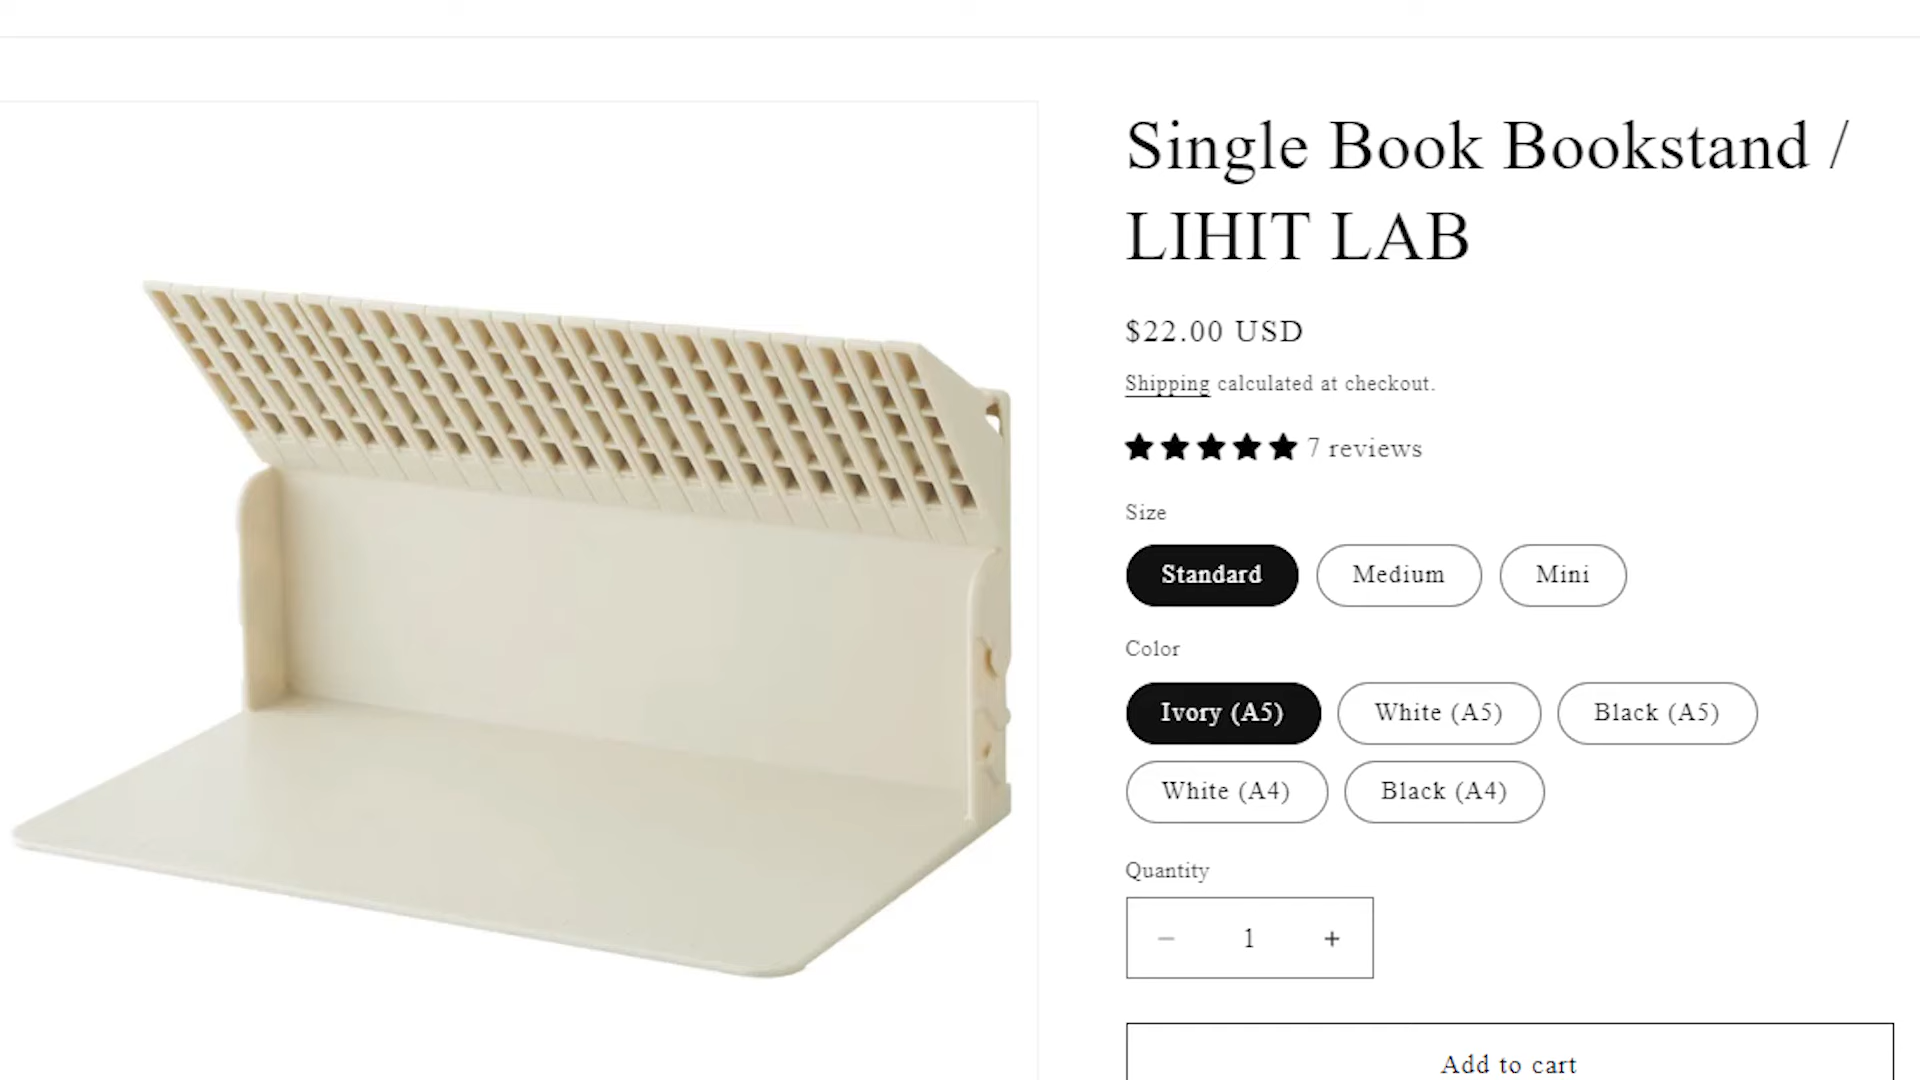 Single Book Bookstand /
LIHIT LAB
$22.00 USD
Shipping calculated at checkout.
7 reviews
Size
Standard Medium Mini
Color
Ivory (A5) White (A5) Black (A5)
White (A4) Black (A4)
Quantity
1
Add to cart